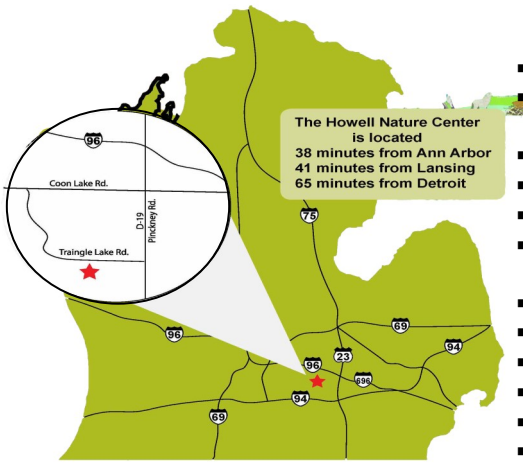 The Howell Nature Center
is located
38 minutes from Ann Arbor
41 minutes from Lansing
65 minutes from Detroit
96
Coon Lake Rd.
D-19
Pinckney Rd.
Traingle Lake Rd.
75
96
69
94
23
96
696
94
69